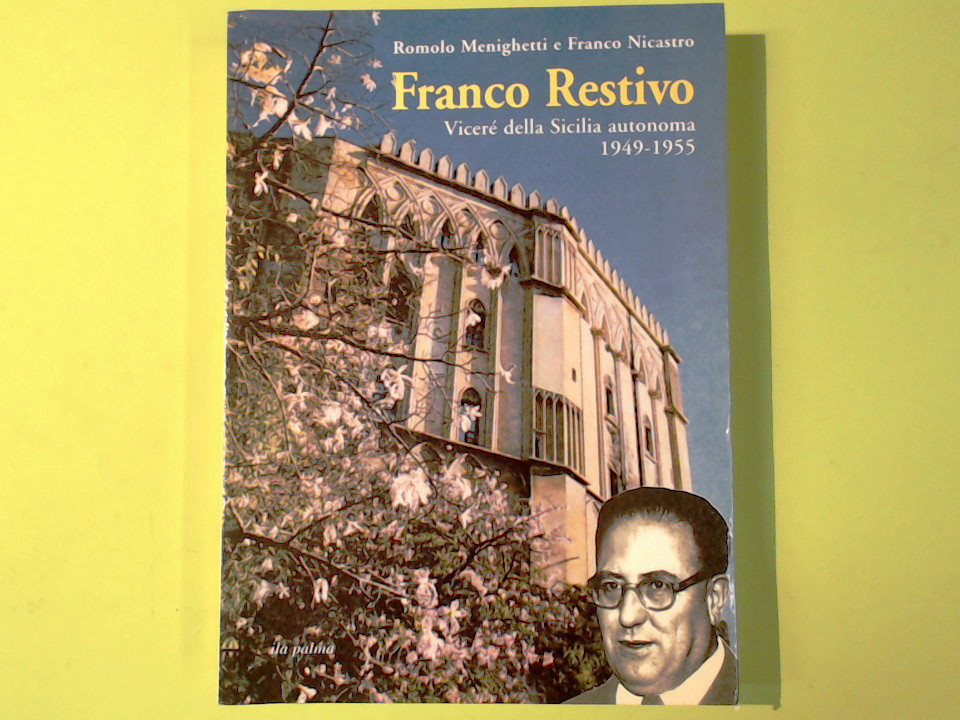 Romolo Menighetti e Franco Nicastro
Franco Restivo
Viceré della Sicilia autonoma
1949-1955
ila palma